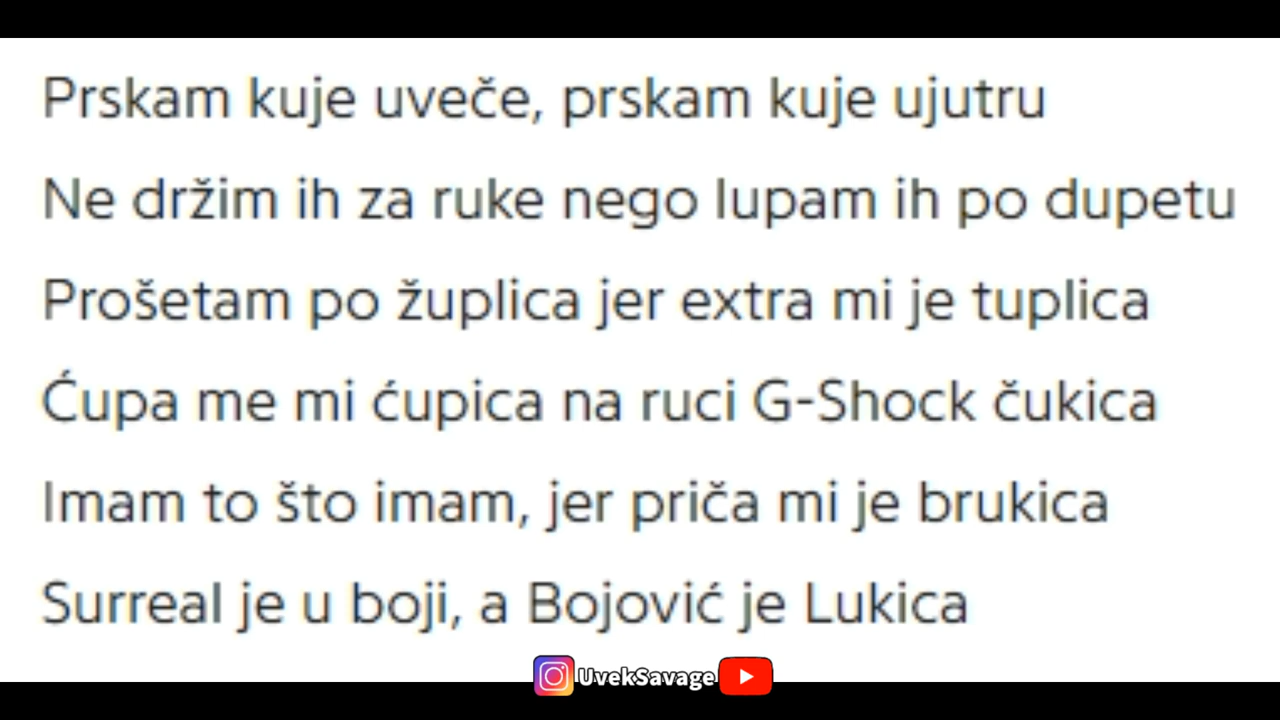 Prskam kuje uveče, prskam kuje ujutru
Ne držim ih za ruke nego lupam ih po dupetu
Prošetam po župlica jer extra mi je tuplica
Ćupa me mi ćupica na ruci G-Shock čukica
Imam to što imam, jer priča mi je brukica
Surreal je u boji, a Bojović je Lukica
UvekSavage